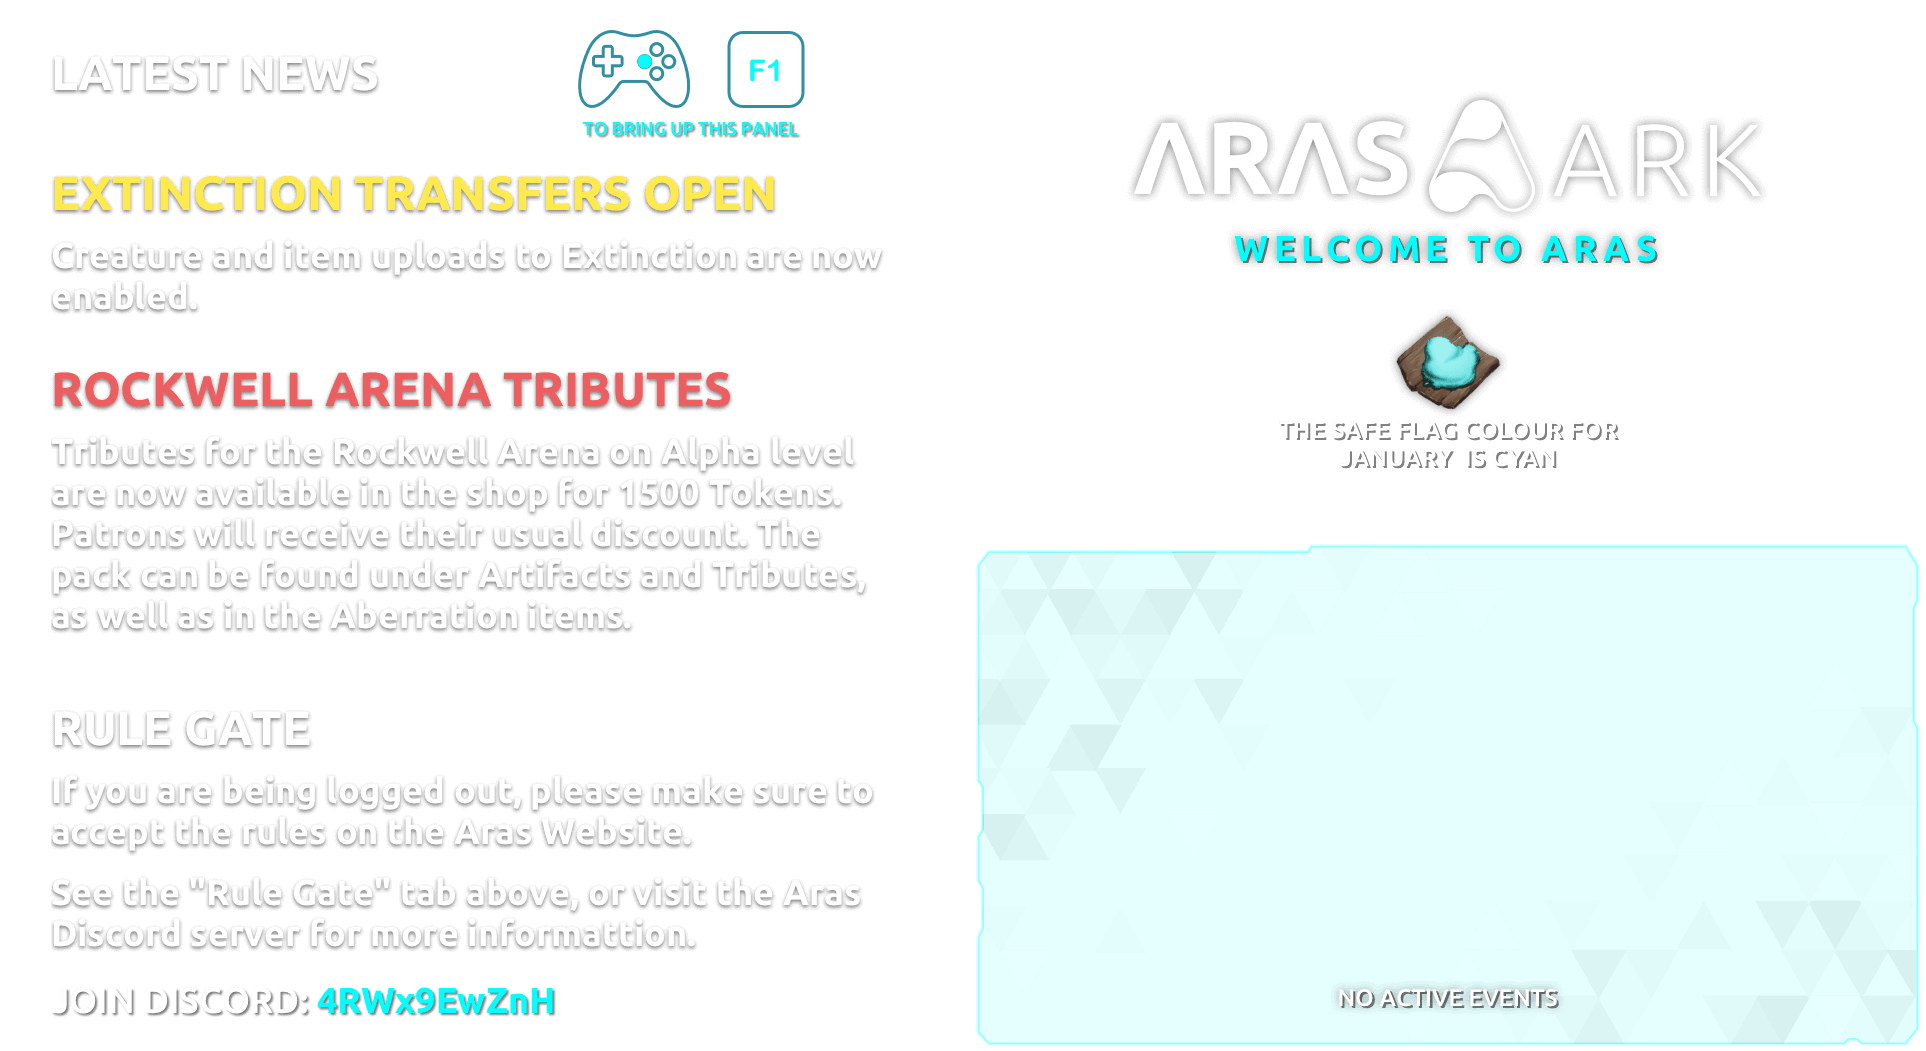 LATEST NEWS
F1
TO BRING UP THIS PANEL
EXTINCTION TRANSFERS OPEN
Creature and item uploads to Extinction are now
enabled.
ROCKWELL ARENA TRIBUTES
Tributes for the Rockwell Arena on Alpha level
are now available in the shop for 1500 Tokens.
Patrons will receive their usual discount. The
pack can be found under Artifacts and Tributes,
as well as in the Aberration items.
RULE GATE
If you are being logged out, please make sure to
accept the rules on the Aras Website.
See the "Rule Gate" tab above, or visit the Aras
Discord server for more informattion.
JOIN DISCORD: 4RWx9EwZnH
ARAS ARK
WELCOME TO ARAS
THE SAFE FLAG COLOUR FOR
JANUARY IS CYAN
NO ACTIVE EVENTS